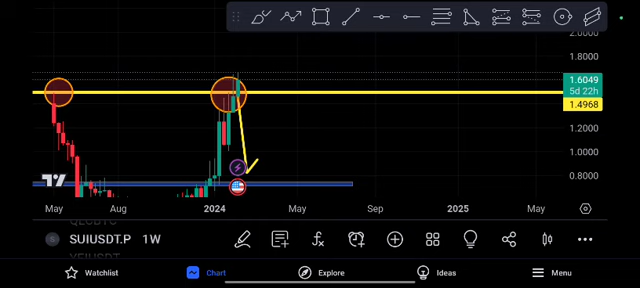 2.0000
1.8000
1.6049
5d 22h
1.4968
1.2000
1.0000
0.8000
May Aug 2024 May Sep 2025 May
SUIUSDT.P 1W
Watchlist Chart Explore Ideas Menu